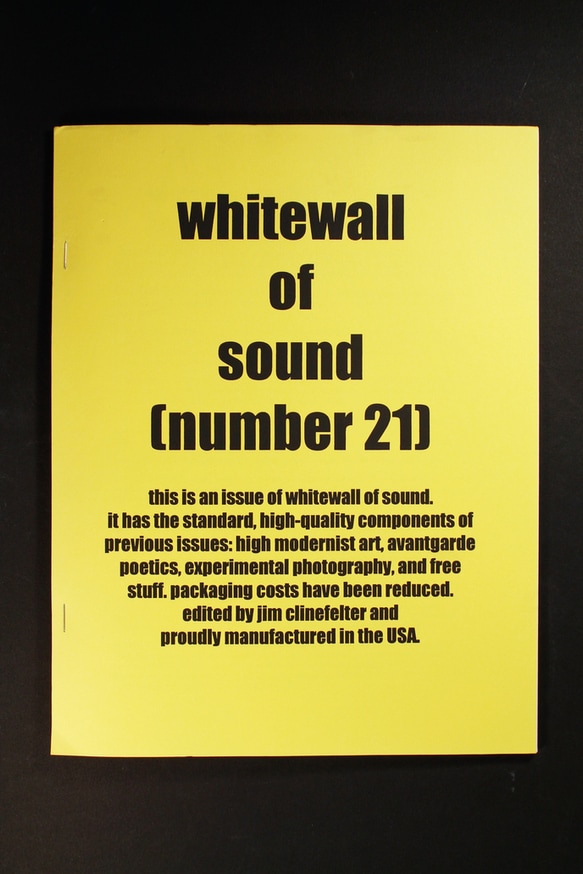 whitewall
of
sound
(number 21)
this is an issue of whitewall of sound.
it has the standard, high-quality components of
previous issues: high modernist art, avantgarde
poetics, experimental photography, and free
stuff. packaging costs have been reduced.
edited by jim clinefelter and
proudly manufactured in the USA.